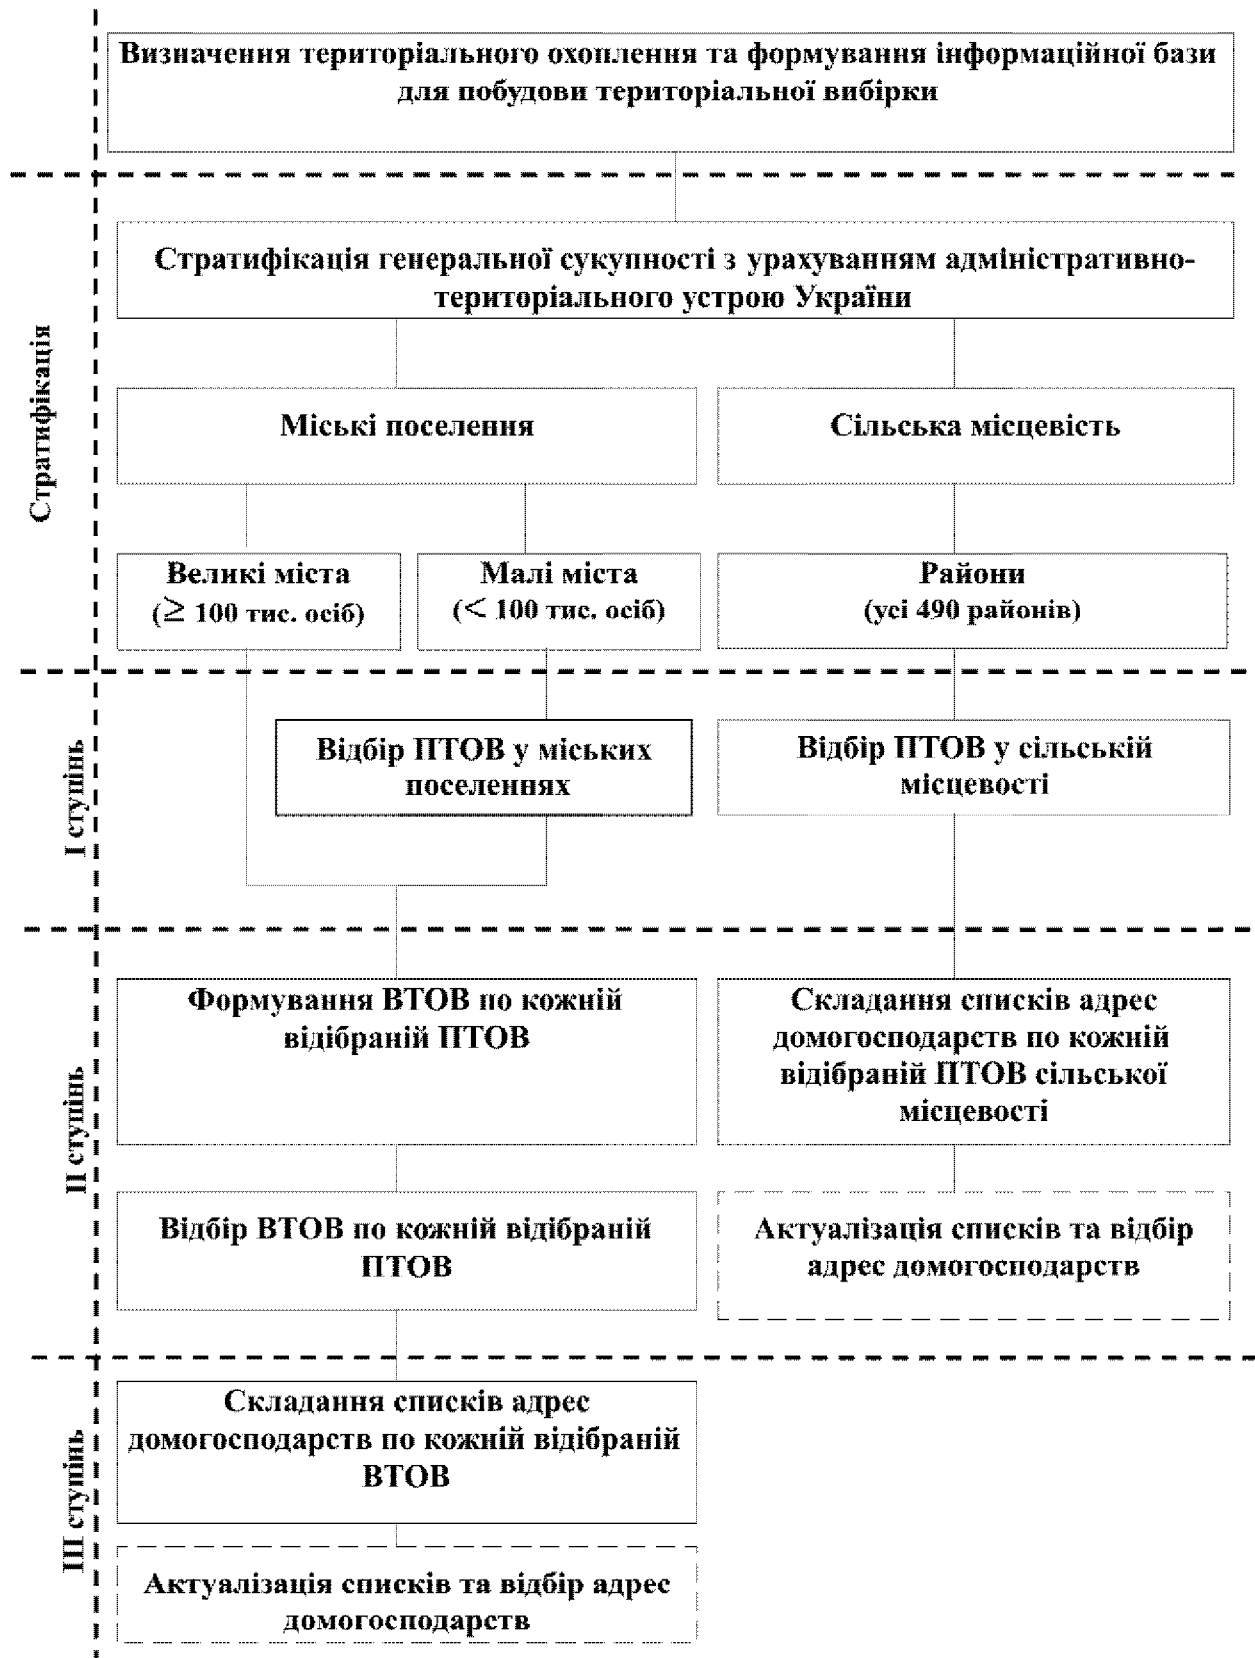 Визначення територіального охоплення та формування інформаційної бази
для побудови територіальної вибірки
Стратифікація
Стратифікація генеральної сукупності з урахуванням адміністративно-
територіального устрою України
Міські поселення
Сільська місцевість
Великі міста
(≥ 100 тис. осіб)
Малі міста
(< 100 тис. осіб)
Райони
(усі 490 районів)
І ступінь
Відбір ПТОВ у міських
поселеннях
Відбір ПТОВ у сільській
місцевості
ІІ ступінь
Формування ВТОВ по кожній
відібраній ПТОВ
Складання списків адрес
домогосподарств по кожній
відібраній ПТОВ сільської
місцевості
Відбір ВТОВ по кожній відібраній
ПТОВ
Актуалізація списків та відбір
адрес домогосподарств
ІІІ ступінь
Складання списків адрес
домогосподарств по кожній відібраній
ВТОВ
Актуалізація списків та відбір адрес
домогосподарств